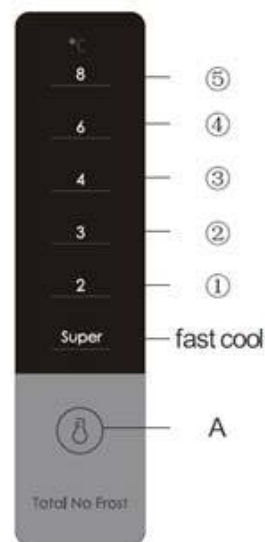 °C
8 ⑤
6 ④
4 ③
3 ②
2 ①
Super fast cool
A
Total No Frost